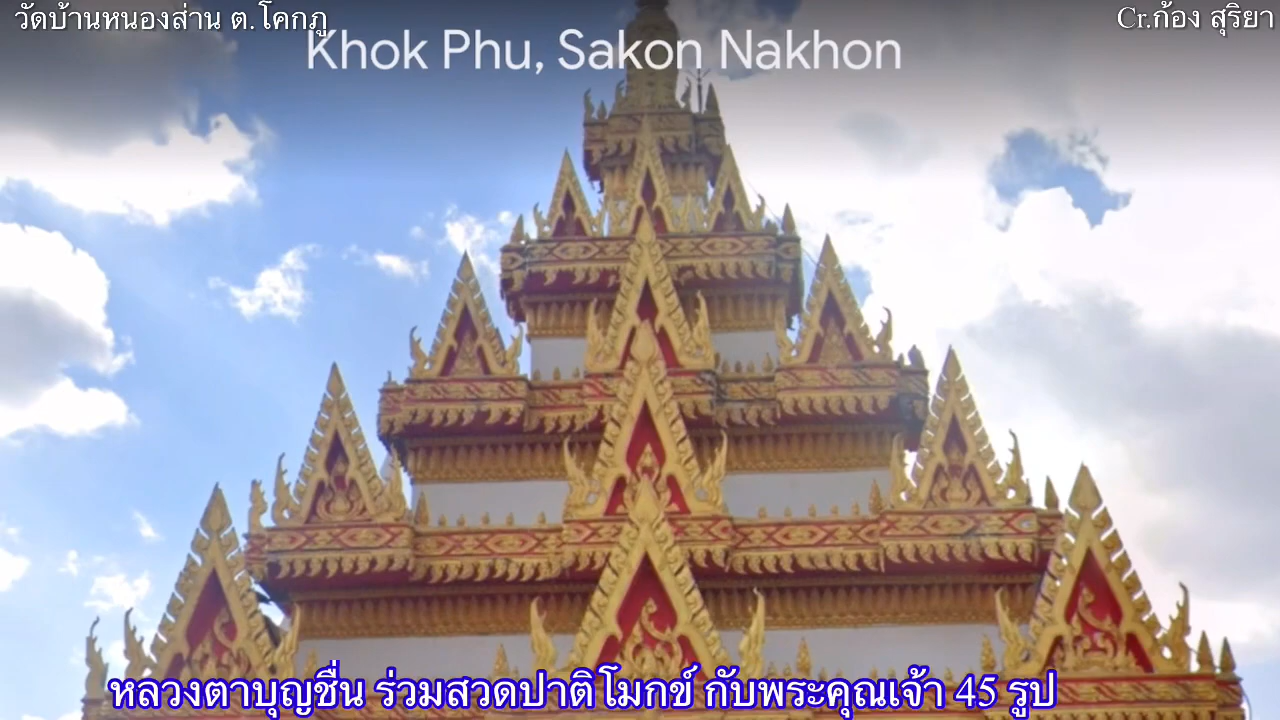 วัดบ้านหนองส่าน ต.โคกภู
Cr.ก้อง สุริยา
Khok Phu, Sakon Nakhon
หลวงตาบุญชื่น ร่วมสวดปาติโมกข์ กับพระคุณเจ้า 45 รูป